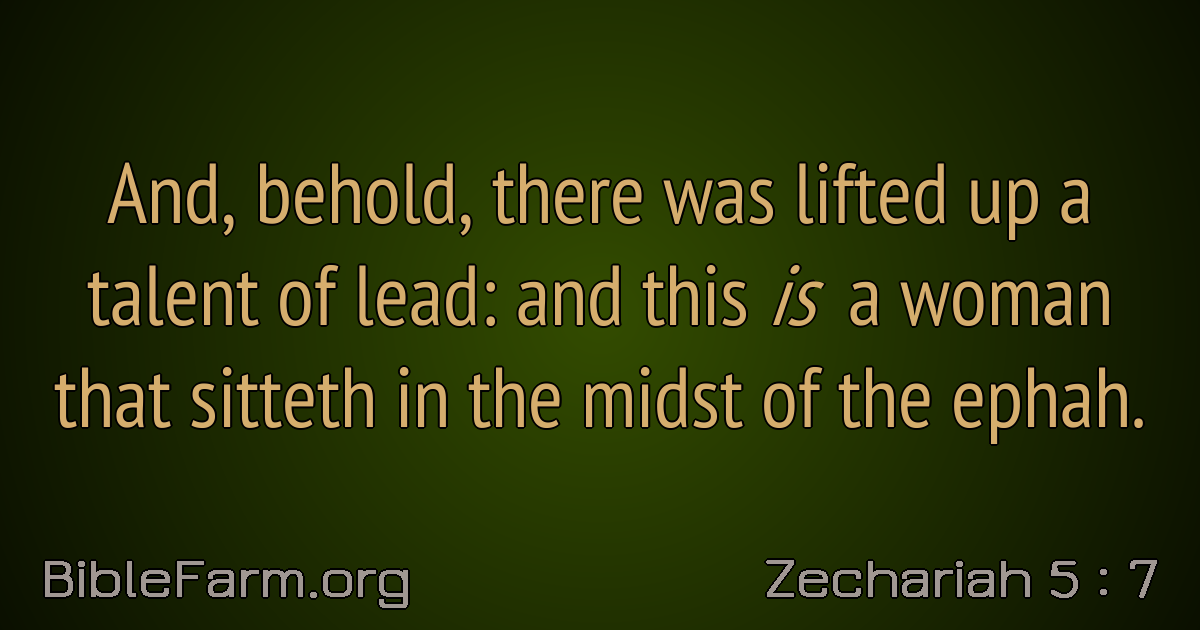 And, behold, there was lifted up a
talent of lead: and this is a woman
that sitteth in the midst of the ephah.
BibleFarm.org
Zechariah 5 : 7